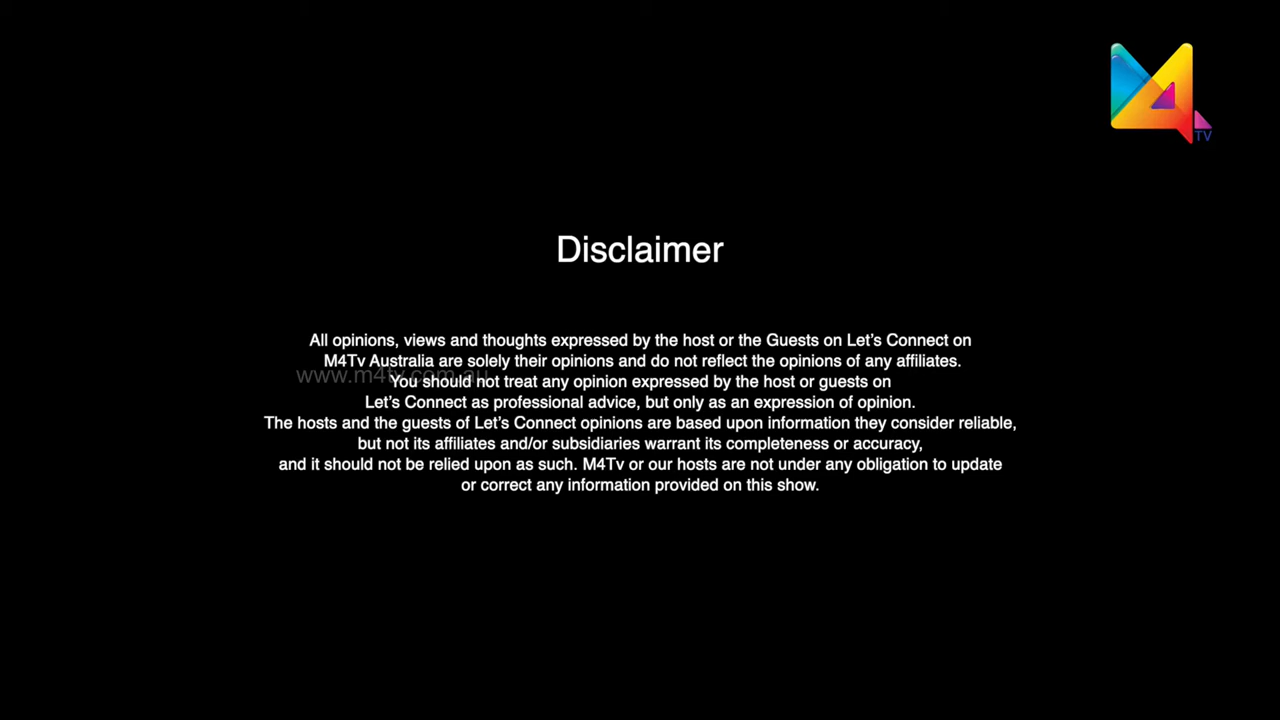 TV
Disclaimer
All opinions, views and thoughts expressed by the host or the Guests on Let's Connect on
M4Tv Australia are solely their opinions and do not reflect the opinions of any affiliates.
www.m4tv.com.au
You should not treat any opinion expressed by the host or guests on
Let's Connect as professional advice, but only as an expression of opinion.
The hosts and the guests of Let's Connect opinions are based upon information they consider reliable,
but not its affiliates and/or subsidiaries warrant its completeness or accuracy,
and it should not be relied upon as such. M4Tv or our hosts are not under any obligation to update
or correct any information provided on this show.